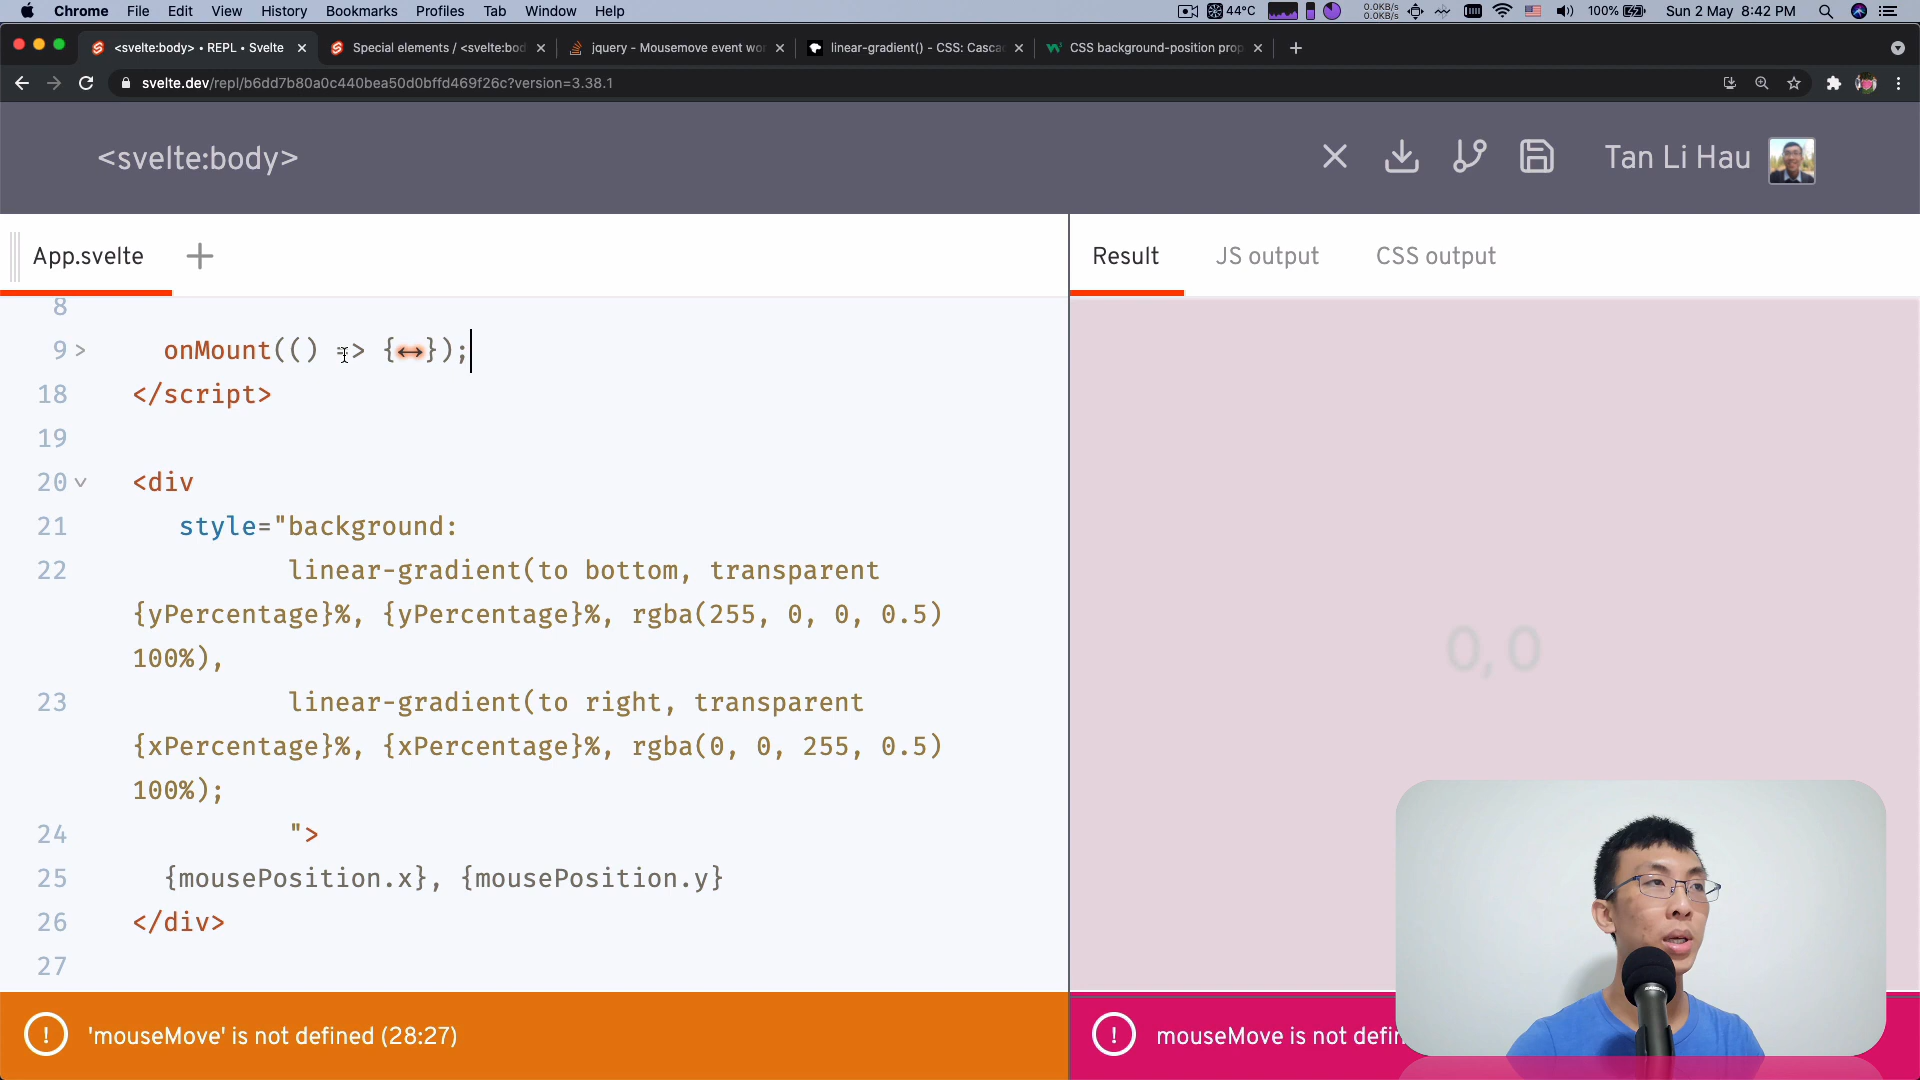 Chrome File Edit View History Bookmarks Profiles Tab Window Help
44°C 0.0KB/s 0.0KB/s 100% Sun 2 May 8:42 PM
<svelte:body> • REPL • Svelte
Special elements / <svelte:bod
jquery - Mousemove event wo
linear-gradient() - CSS: Casca
CSS background-position prop
svelte.dev/repl/b6dd7b80a0c440bea50d0bffd469f26c?version=3.38.1
<svelte:body>
Tan Li Hau
App.svelte
Result JS output CSS output
8
9 onMount(() => {↔});
18 </script>
19
20 <div
21 style="background:
22 linear-gradient(to bottom, transparent
{yPercentage}%, {yPercentage}%, rgba(255, 0, 0, 0.5)
100%),
23 linear-gradient(to right, transparent
{xPercentage}%, {xPercentage}%, rgba(0, 0, 255, 0.5)
100%);
24 ">
25 {mousePosition.x}, {mousePosition.y}
26 </div>
27
0, 0
! 'mouseMove' is not defined (28:27)
! mouseMove is not defin